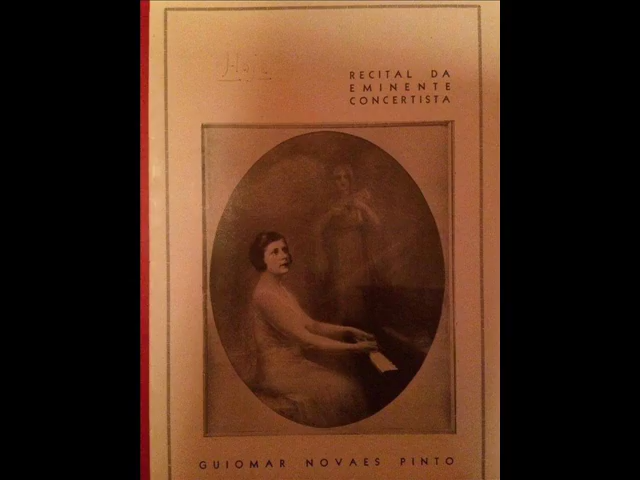 RECITAL DA
EMINENTE
CONCERTISTA
GUIOMAR NOVAES PINTO